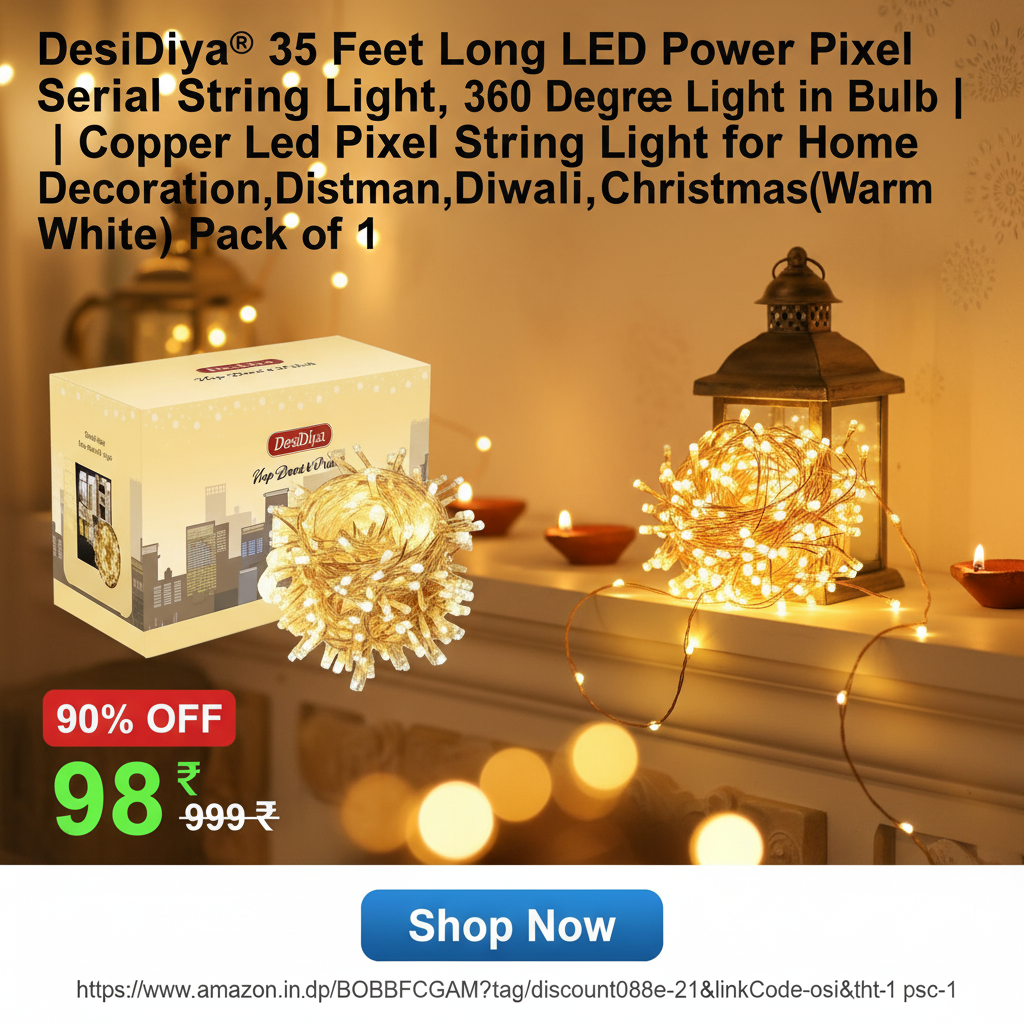 DesiDiya® 35 Feet Long LED Power Pixel
Serial String Light, 360 Degree Light in Bulb |
| Copper Led Pixel String Light for Home
Decoration,Distman,Diwali,Christmas(Warm
White) Pack of 1
DesiDiya
90% OFF
98 ₹
999 ₹
Shop Now
https://www.amazon.in.dp/BOBBFCGAM?tag/discount088e-21&linkCode-osi&tht-1 psc-1